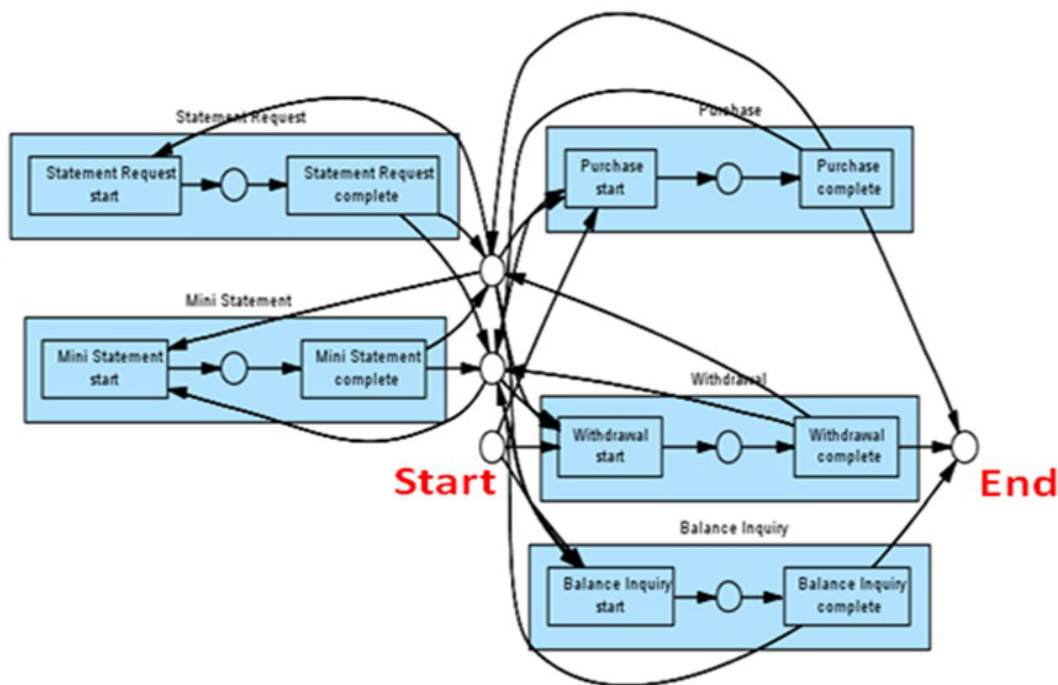 Statement Request
Statement Request
start
Statement Request
complete
Purchase
Purchase
start
Purchase
complete
Mini Statement
Mini Statement
start
Mini Statement
complete
Withdrawal
Withdrawal
start
Withdrawal
complete
Start
End
Balance Inquiry
Balance Inquiry
start
Balance Inquiry
complete